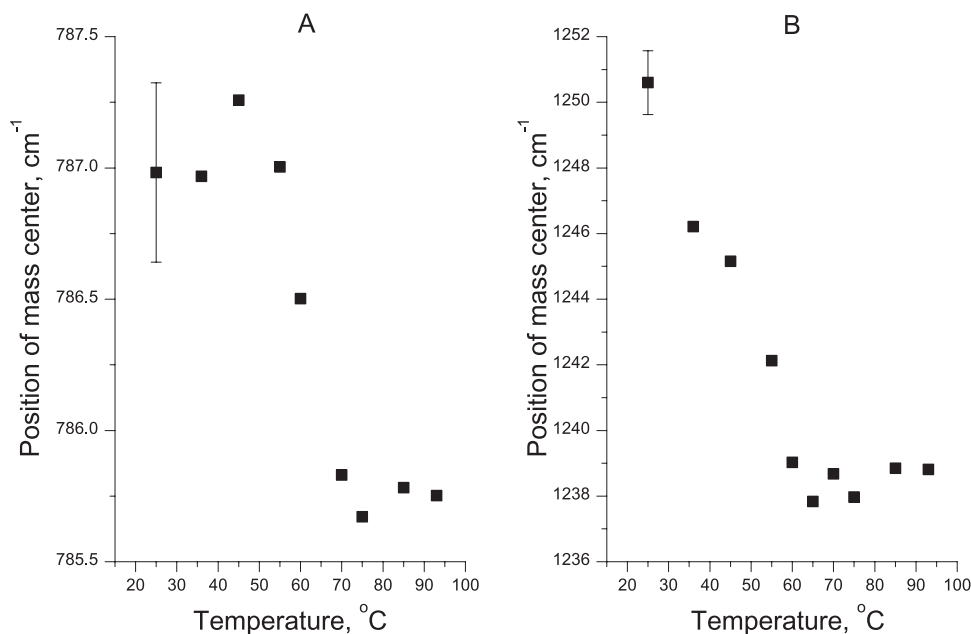 A
787.5
787.0
786.5
786.0
785.5
Position of mass center, cm-1
20 30 40 50 60 70 80 90 100
Temperature, oC
B
1252
1250
1248
1246
1244
1242
1240
1238
1236
Position of mass center, cm-1
20 30 40 50 60 70 80 90 100
Temperature, oC